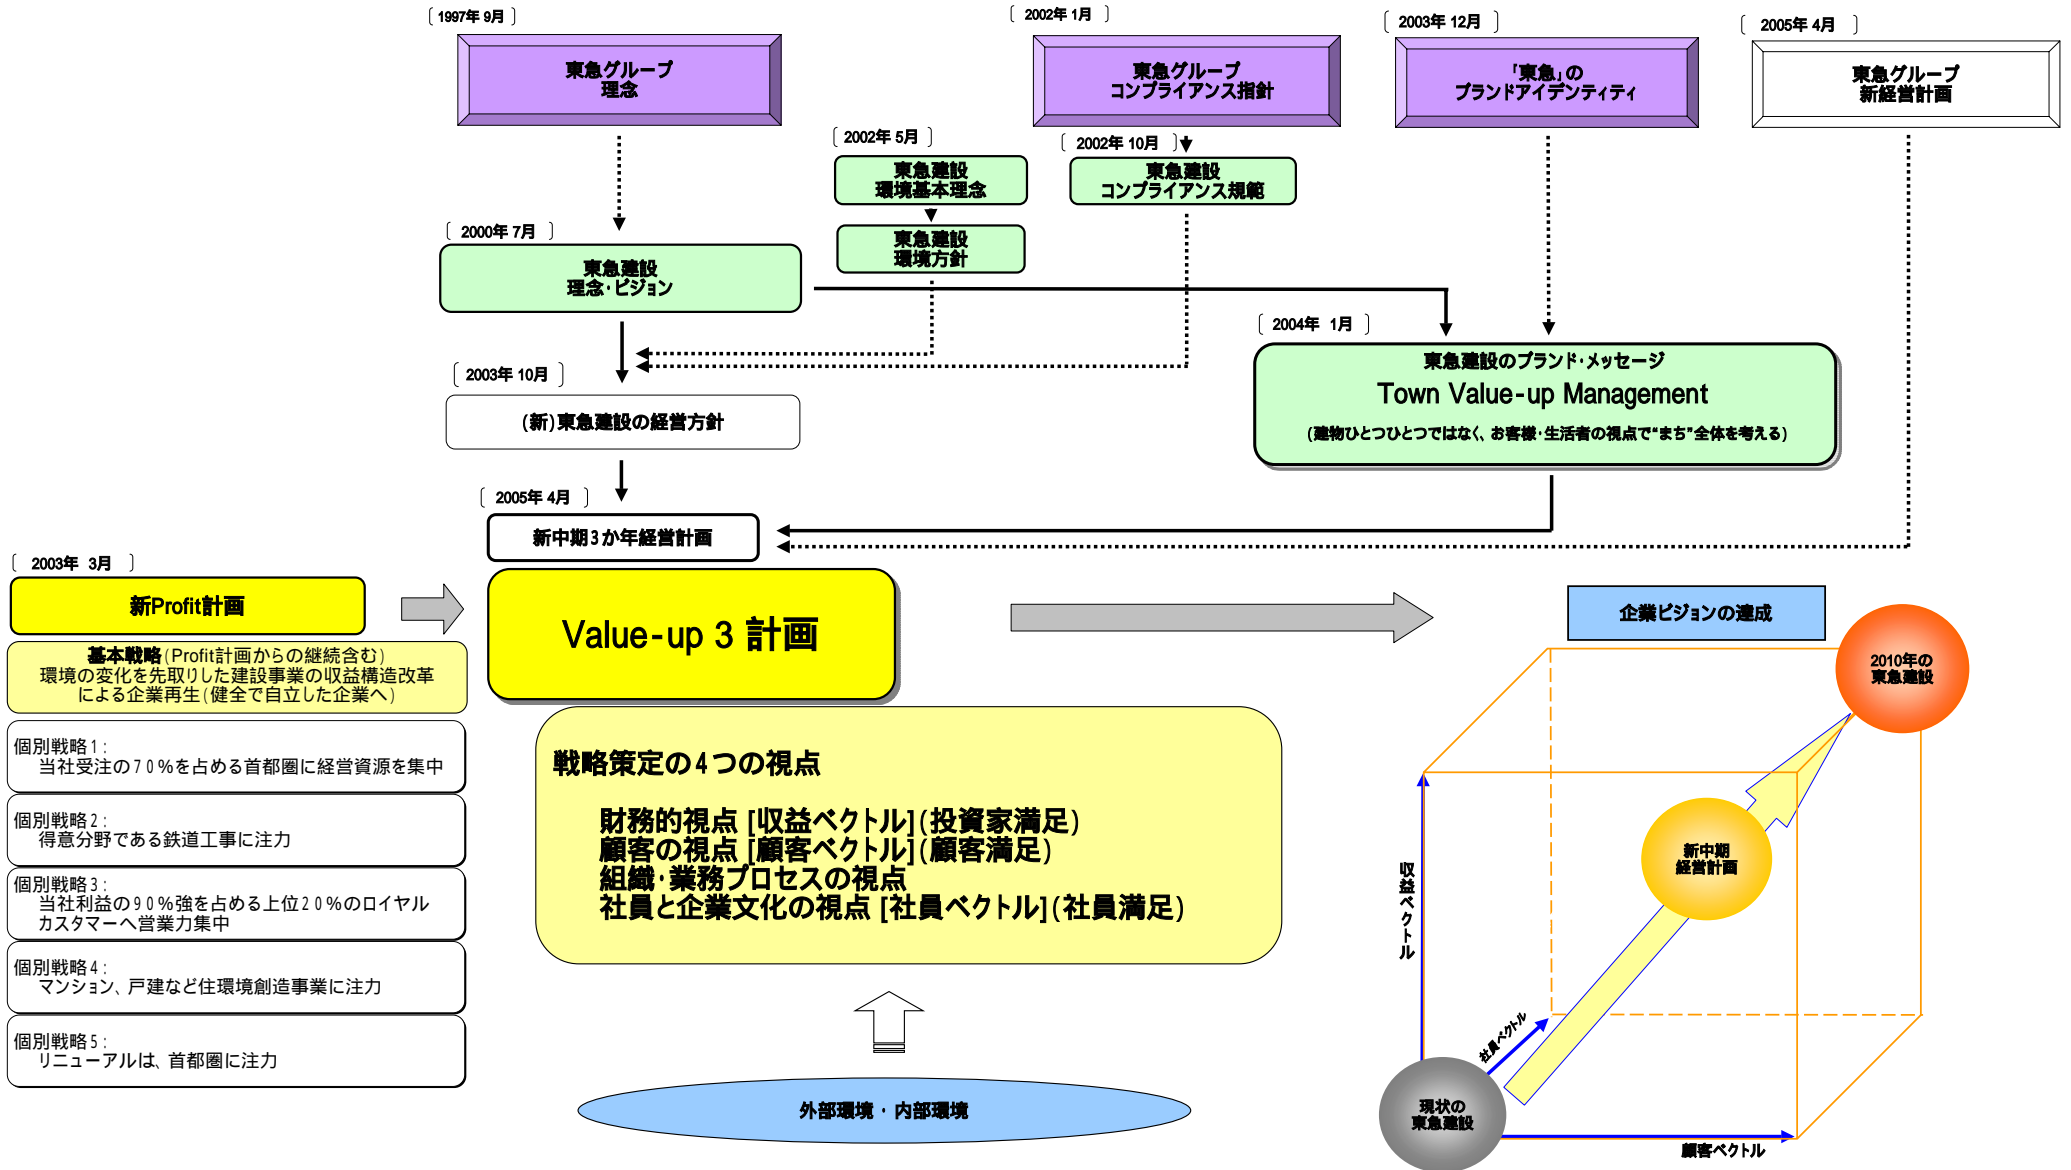 〔 1997年 9月 〕
東急グループ
理念
〔 2002年 1月 〕
東急グループ
コンプライアンス指針
〔 2003年 12月 〕
「東急」の
ブランドアイデンティティ
〔 2005年 4月 〕
東急グループ
新経営計画
〔 2002年 5月 〕
東急建設
環境基本理念
東急建設
環境方針
〔 2002年 10月 〕
東急建設
コンプライアンス規範
〔 2000年 7月 〕
東急建設
理念・ビジョン
〔 2004年 1月 〕
東急建設のブランド・メッセージ
Town Value-up Management
(建物ひとつひとつではなく、お客様・生活者の視点で“まち”全体を考える)
〔 2003年 10月 〕
(新)東急建設の経営方針
〔 2005年 4月 〕
新中期3か年経営計画
〔 2003年 3月 〕
新Profit計画
基本戦略(Profit計画からの継続含む)
環境の変化を先取りした建設事業の収益構造改革
による企業再生(健全で自立した企業へ)
個別戦略1:
当社受注の70%を占める首都圏に経営資源を集中
個別戦略2:
得意分野である鉄道工事に注力
個別戦略3:
当社利益の90%強を占める上位20%のロイヤル
カスタマーへ営業力集中
個別戦略4:
マンション、戸建など住環境創造事業に注力
個別戦略5:
リニューアルは、首都圏に注力
Value-up 3 計画
戦略策定の4つの視点
財務的視点 [収益ベクトル](投資家満足)
顧客の視点 [顧客ベクトル](顧客満足)
組織・業務プロセスの視点
社員と企業文化の視点 [社員ベクトル](社員満足)
外部環境・内部環境
企業ビジョンの達成
2010年の
東急建設
新中期
経営計画
収益ベクトル
社員ベクトル
現状の
東急建設
顧客ベクトル